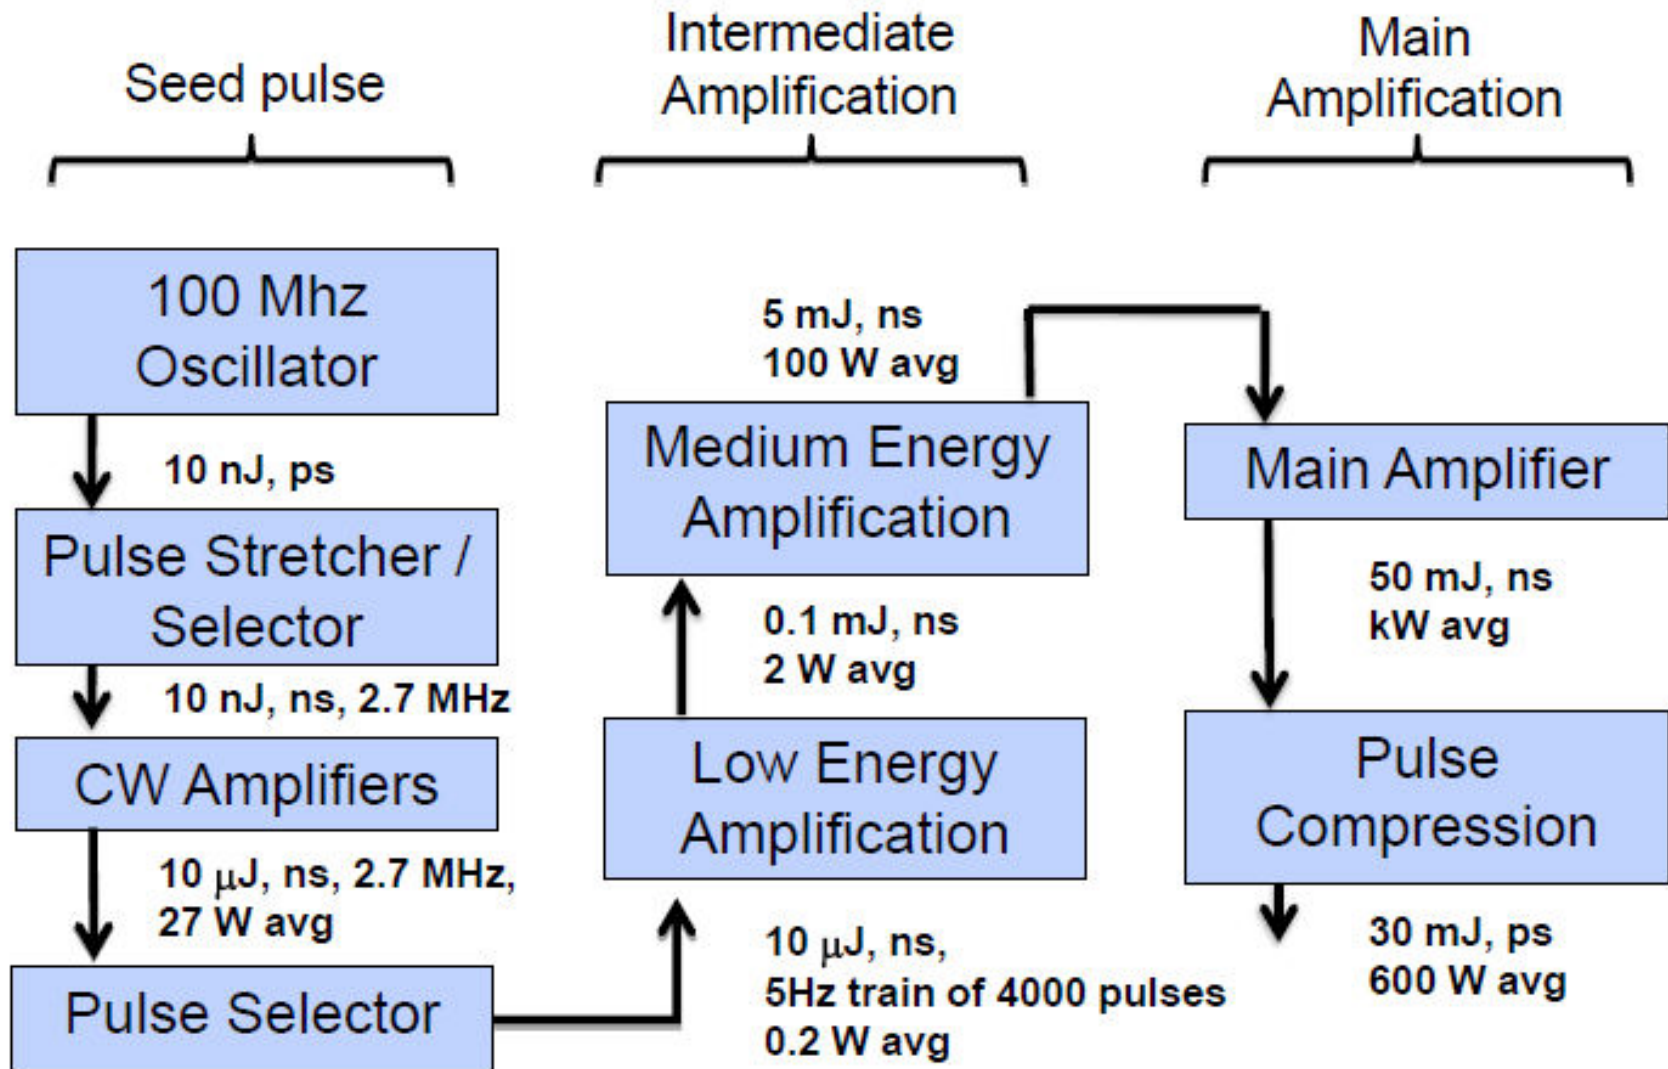 Seed pulse
100 Mhz
Oscillator
10 nJ, ps
Pulse Stretcher /
Selector
10 nJ, ns, 2.7 MHz
CW Amplifiers
10 μJ, ns, 2.7 MHz,
27 W avg
Pulse Selector
Intermediate
Amplification
5 mJ, ns
100 W avg
Medium Energy
Amplification
0.1 mJ, ns
2 W avg
Low Energy
Amplification
10 μJ, ns,
5Hz train of 4000 pulses
0.2 W avg
Main
Amplification
Main Amplifier
50 mJ, ns
kW avg
Pulse
Compression
30 mJ, ps
600 W avg